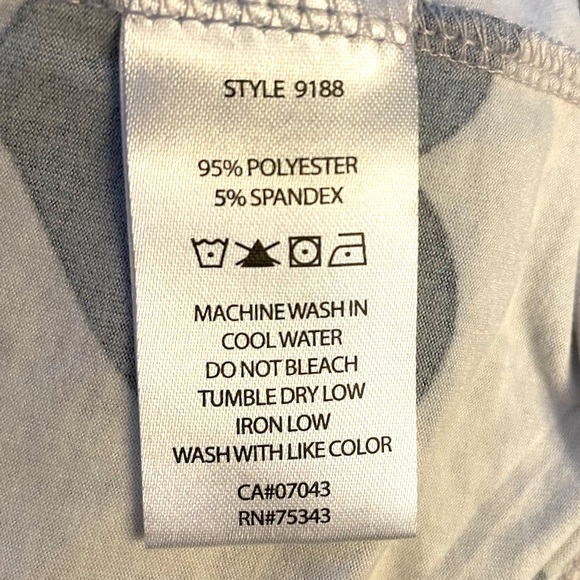 STYLE 9188
95% POLYESTER
5% SPANDEX
MACHINE WASH IN
COOL WATER
DO NOT BLEACH
TUMBLE DRY LOW
IRON LOW
WASH WITH LIKE COLOR
CA#07043
RN#75343